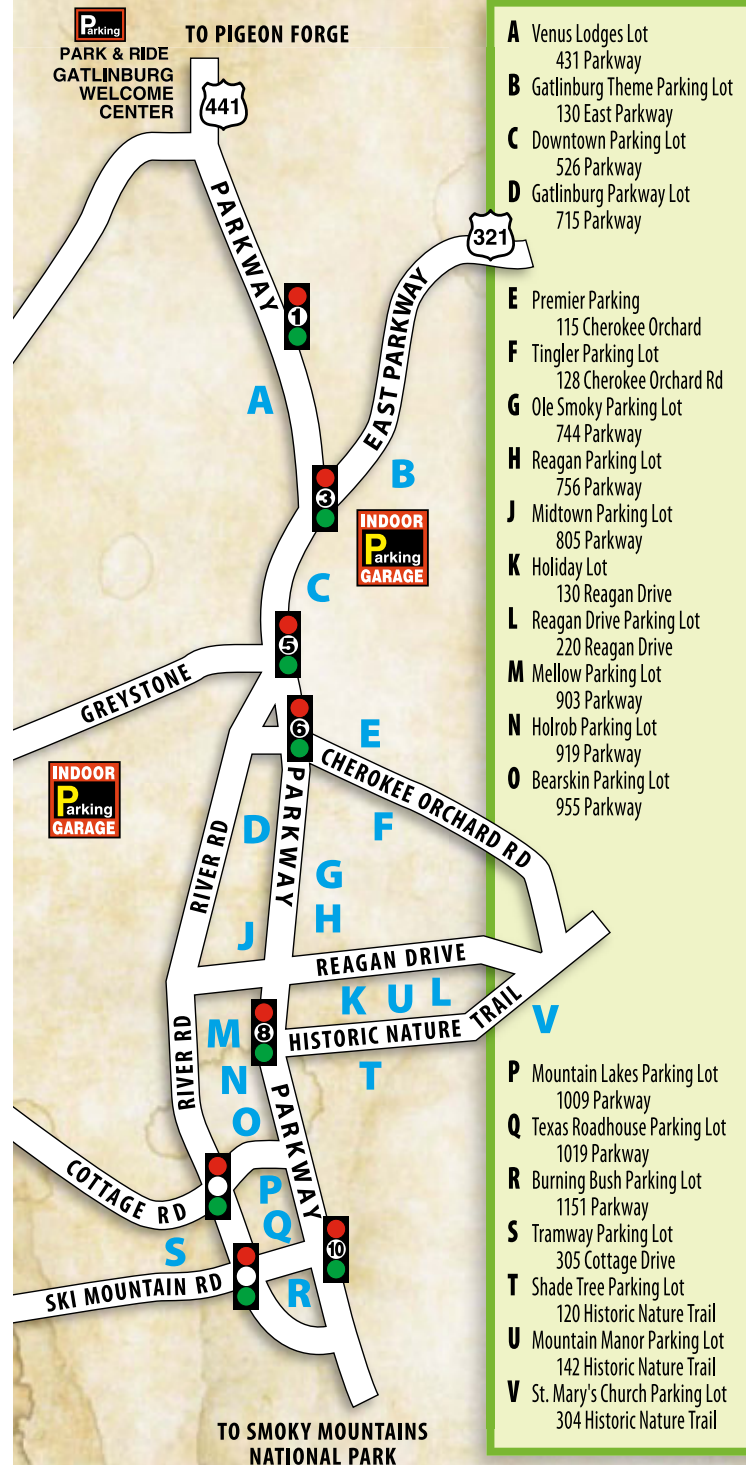 Parking
PARK & RIDE
GATLINBURG
WELCOME
CENTER
TO PIGEON FORGE
441
PARKWAY
1
321
EAST PARKWAY
A
B
3
INDOOR
Parking
GARAGE
C
5
GREYSTONE
6
E
CHEROKEE ORCHARD RD
INDOOR
Parking
GARAGE
RIVER RD
D
PARKWAY
F
G
H
J
REAGAN DRIVE
K
U
L
M
8
HISTORIC NATURE TRAIL
V
T
RIVER RD
N
O
PARKWAY
COTTAGE RD
P
Q
S
10
SKI MOUNTAIN RD
R
TO SMOKY MOUNTAINS
NATIONAL PARK
A Venus Lodges Lot
431 Parkway
B Gatlinburg Theme Parking Lot
130 East Parkway
C Downtown Parking Lot
526 Parkway
D Gatlinburg Parkway Lot
715 Parkway
E Premier Parking
115 Cherokee Orchard
F Tingler Parking Lot
128 Cherokee Orchard Rd
G Ole Smoky Parking Lot
744 Parkway
H Reagan Parking Lot
756 Parkway
J Midtown Parking Lot
805 Parkway
K Holiday Lot
130 Reagan Drive
L Reagan Drive Parking Lot
220 Reagan Drive
M Mellow Parking Lot
903 Parkway
N Holrob Parking Lot
919 Parkway
O Bearskin Parking Lot
955 Parkway
P Mountain Lakes Parking Lot
1009 Parkway
Q Texas Roadhouse Parking Lot
1019 Parkway
R Burning Bush Parking Lot
1151 Parkway
S Tramway Parking Lot
305 Cottage Drive
T Shade Tree Parking Lot
120 Historic Nature Trail
U Mountain Manor Parking Lot
142 Historic Nature Trail
V St. Mary's Church Parking Lot
304 Historic Nature Trail